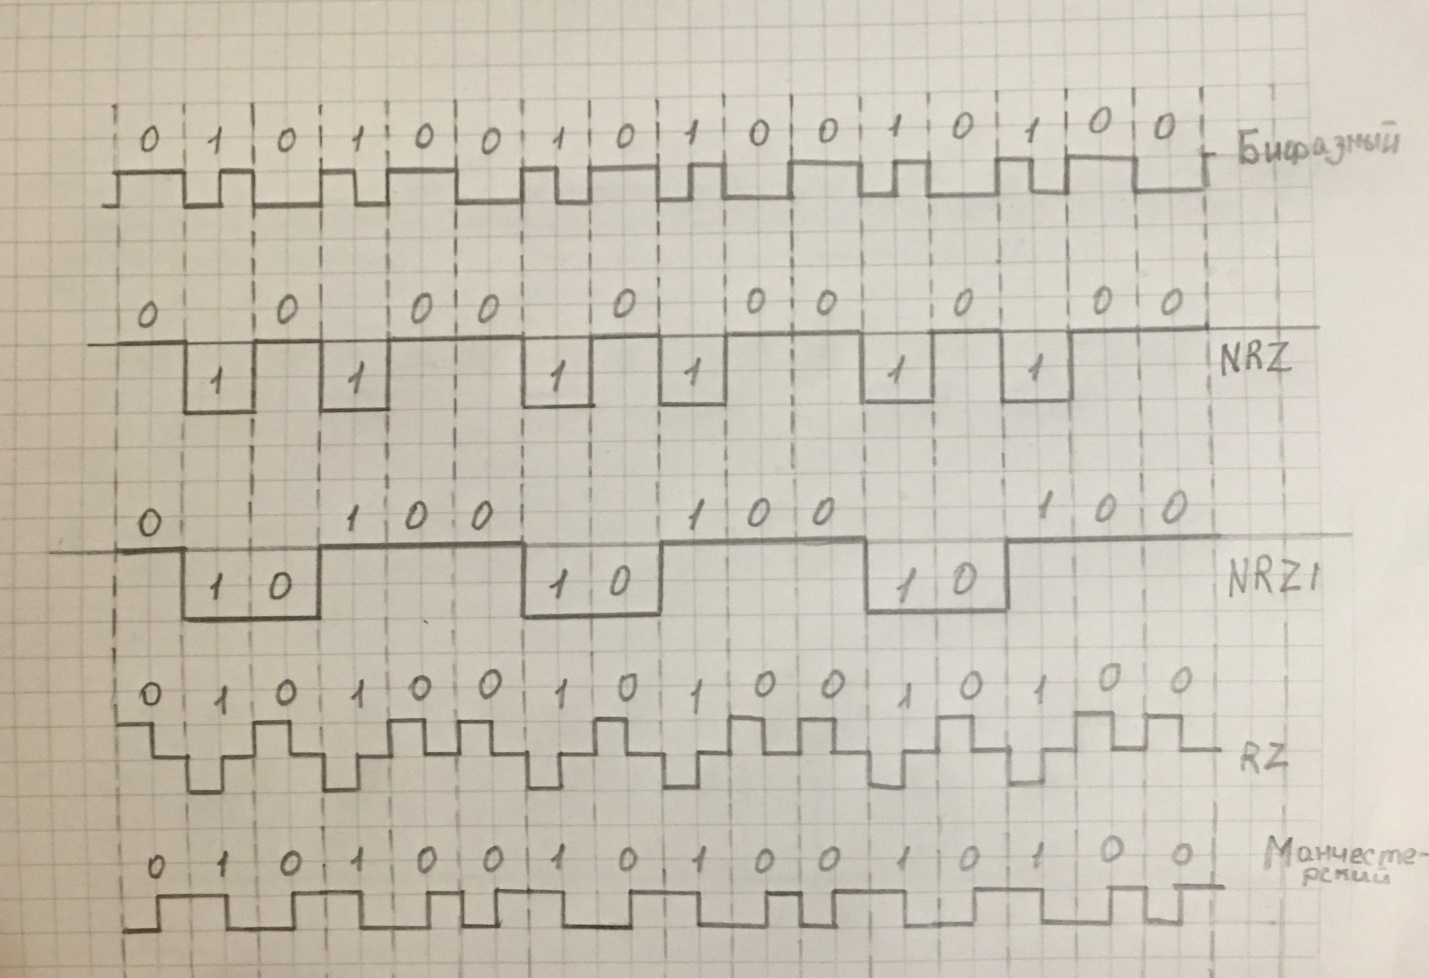 0 1 0 1 0 0 1 0 1 0 0 1 0 1 0 0
Бифазный
0 0 0 0 0 0 0 0 0 0
1 1 1 1 1 1
NRZ
0 1 0 0 1 0 0 1 0 0
1 0 1 0 1 0
NRZI
0 1 0 1 0 0 1 0 1 0 0 1 0 1 0 0
RZ
0 1 0 1 0 0 1 0 1 0 0 1 0 1 0 0
Манчесте-
рский